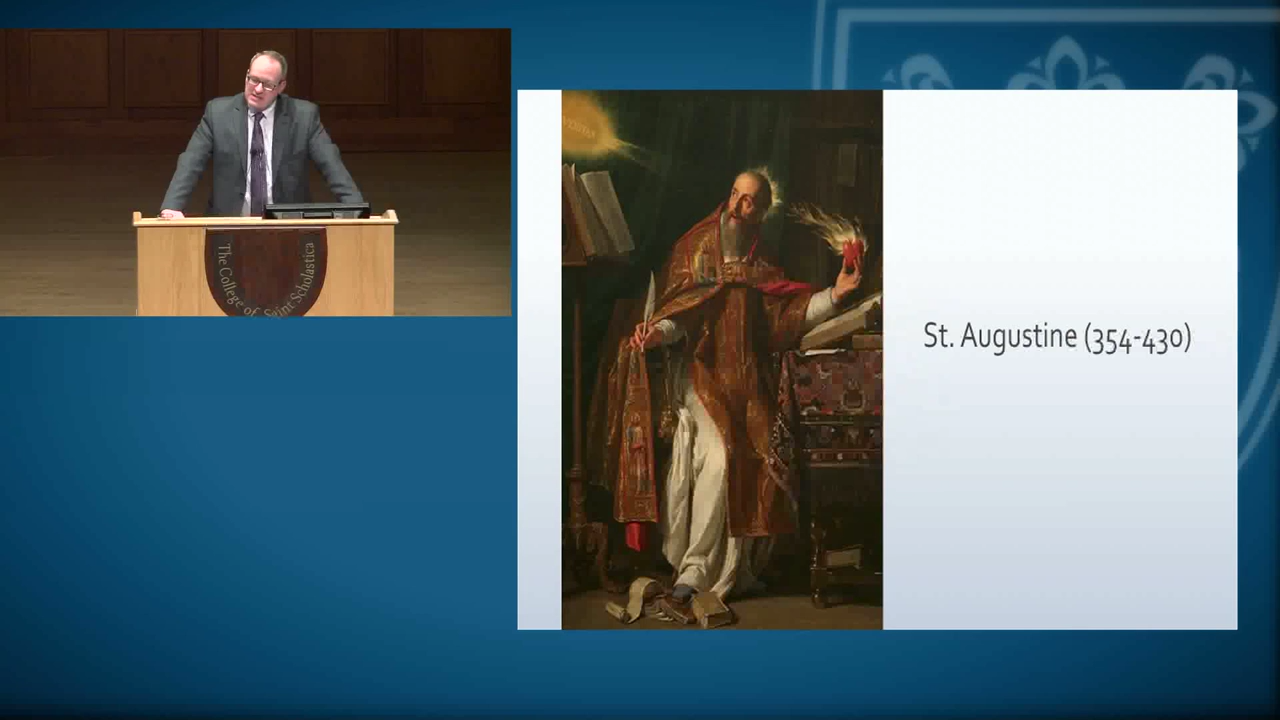 The College of Saint Scholastica
St. Augustine (354-430)